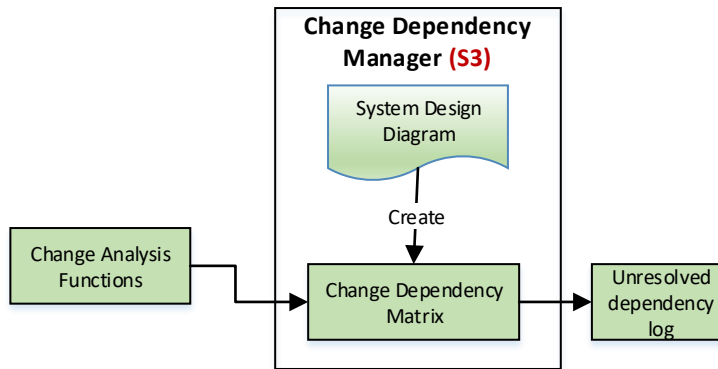 Change Dependency
Manager (S3)
System Design
Diagram
Create
Change Analysis
Functions
Change Dependency
Matrix
Unresolved
dependency
log